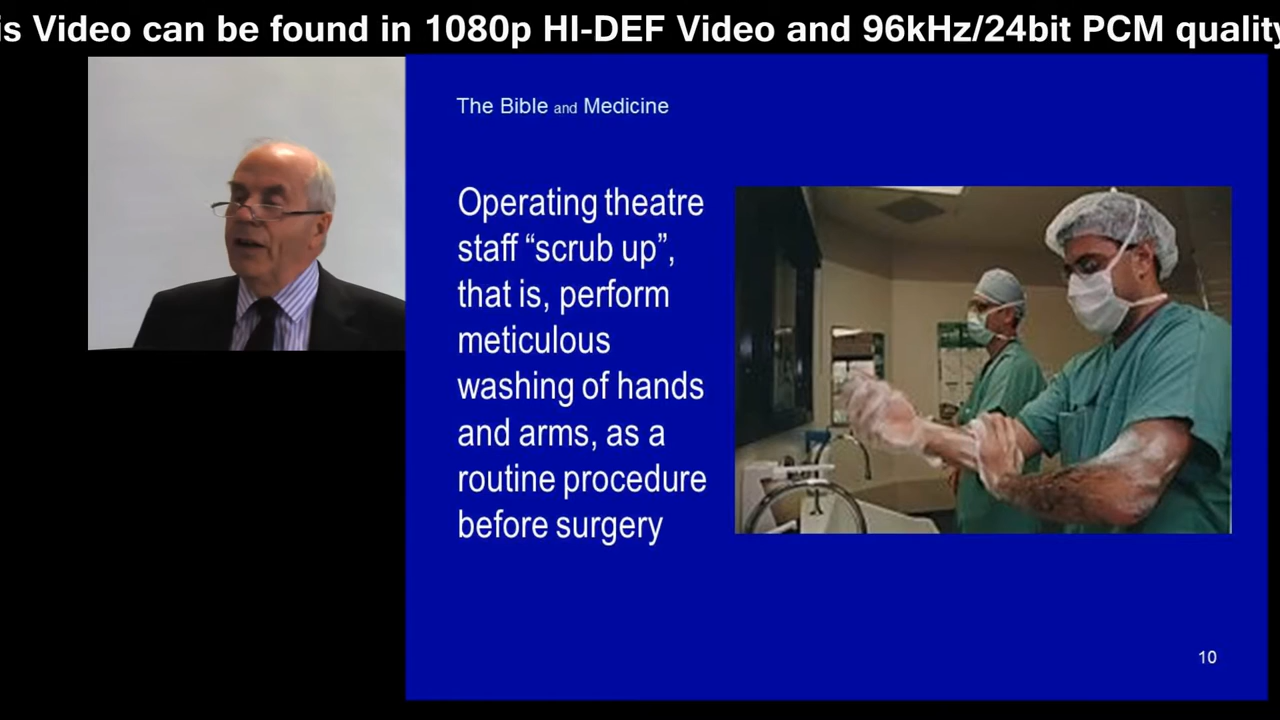 is Video can be found in 1080p HI-DEF Video and 96kHz/24bit PCM quality
The Bible and Medicine
Operating theatre
staff “scrub up”,
that is, perform
meticulous
washing of hands
and arms, as a
routine procedure
before surgery
10